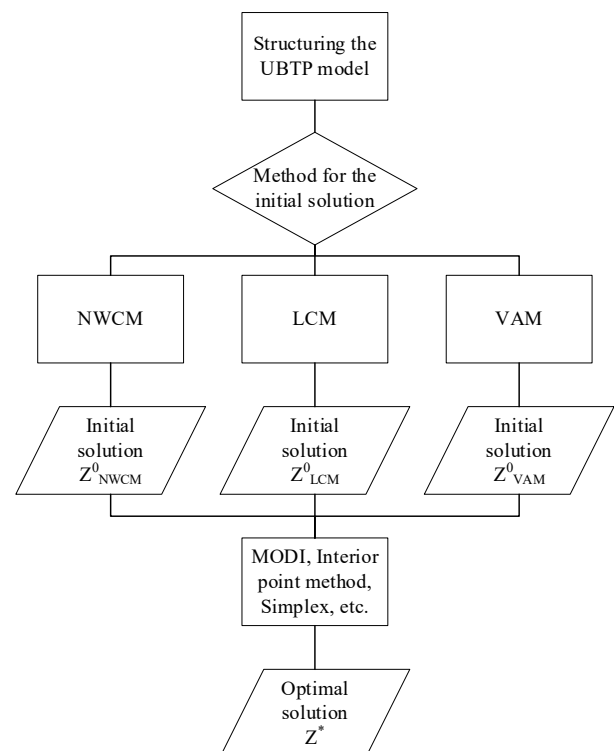 Structuring the
UBTP model
Method for the
initial solution
NWCM
LCM
VAM
Initial
solution
Z⁰NWCM
Initial
solution
Z⁰LCM
Initial
solution
Z⁰VAM
MODI, Interior
point method,
Simplex, etc.
Optimal
solution
Z*